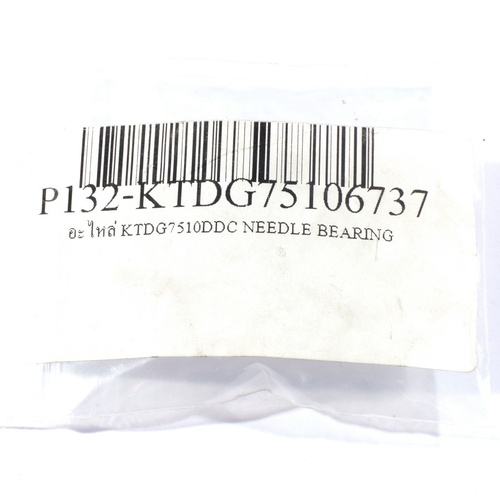 P132-KTDG75106737
อะไหล่ KTDG7510DDC NEEDLE BEARING